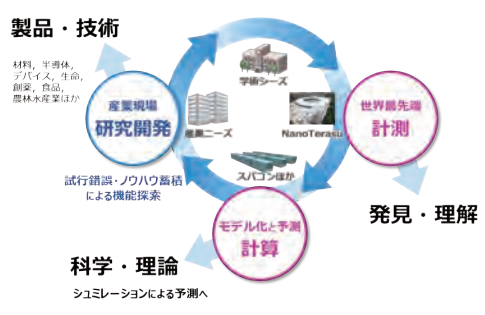 製品・技術
材料，半導体，
デバイス，生命，
創薬，食品，
農林水産業ほか
産業現場
研究開発
試行錯誤・ノウハウ蓄積
による機能探索
学術シーズ
産業ニーズ
NanoTerasu
スパコンほか
世界最先端
計測
発見・理解
モデル化と予測
計算
科学・理論
シュミレーションによる予測へ